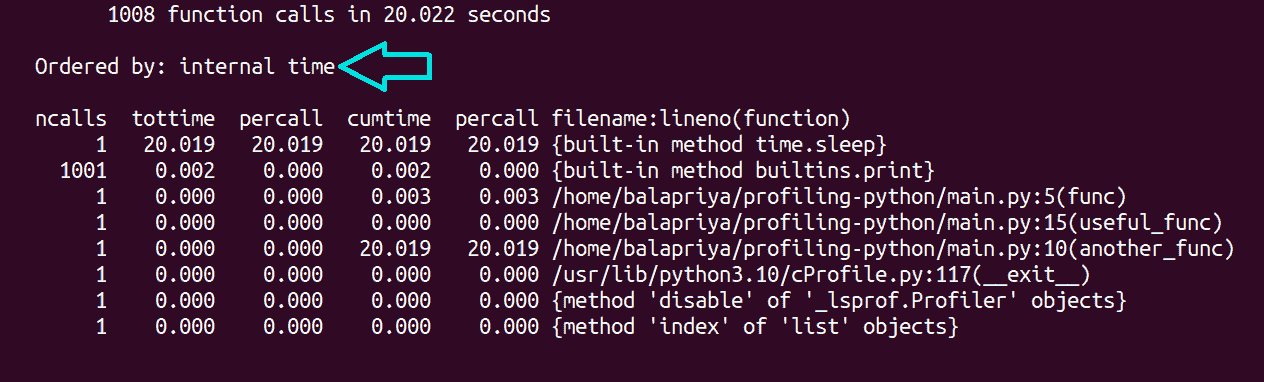 1008 function calls in 20.022 seconds
Ordered by: internal time
ncalls tottime percall cumtime percall filename:lineno(function)
1 20.019 20.019 20.019 20.019 {built-in method time.sleep}
1001 0.002 0.000 0.002 0.000 {built-in method builtins.print}
1 0.000 0.000 0.003 0.003 /home/balapriya/profiling-python/main.py:5(func)
1 0.000 0.000 0.000 0.000 /home/balapriya/profiling-python/main.py:15(useful_func)
1 0.000 0.000 20.019 20.019 /home/balapriya/profiling-python/main.py:10(another_func)
1 0.000 0.000 0.000 0.000 /usr/lib/python3.10/cProfile.py:117(__exit__)
1 0.000 0.000 0.000 0.000 {method 'disable' of '_lsprof.Profiler' objects}
1 0.000 0.000 0.000 0.000 {method 'index' of 'list' objects}